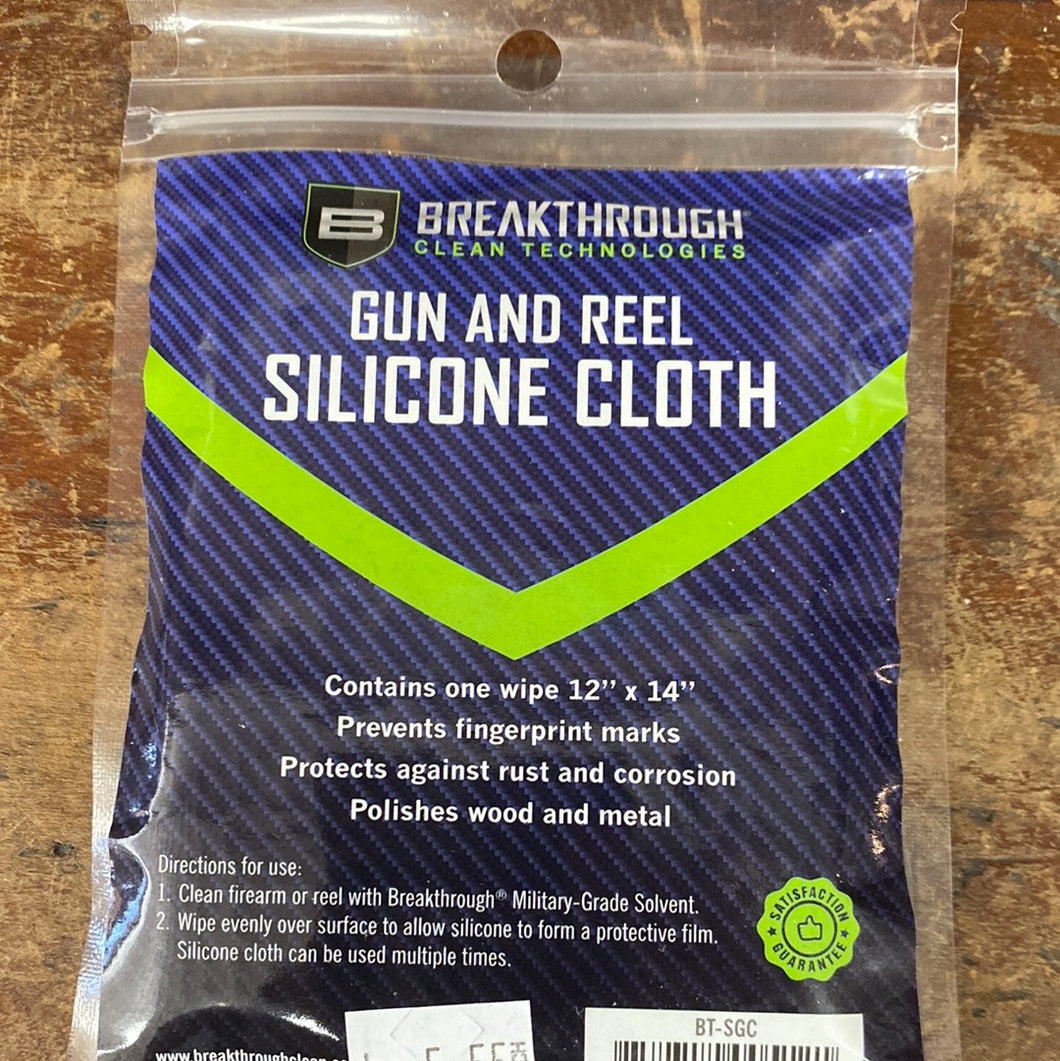 B BREAKTHROUGH®
CLEAN TECHNOLOGIES
GUN AND REEL
SILICONE CLOTH
Contains one wipe 12” x 14”
Prevents fingerprint marks
Protects against rust and corrosion
Polishes wood and metal
Directions for use:
1. Clean firearm or reel with Breakthrough® Military-Grade Solvent.
2. Wipe evenly over surface to allow silicone to form a protective film.
Silicone cloth can be used multiple times.
SATISFACTION
GUARANTEE
BT-SGC